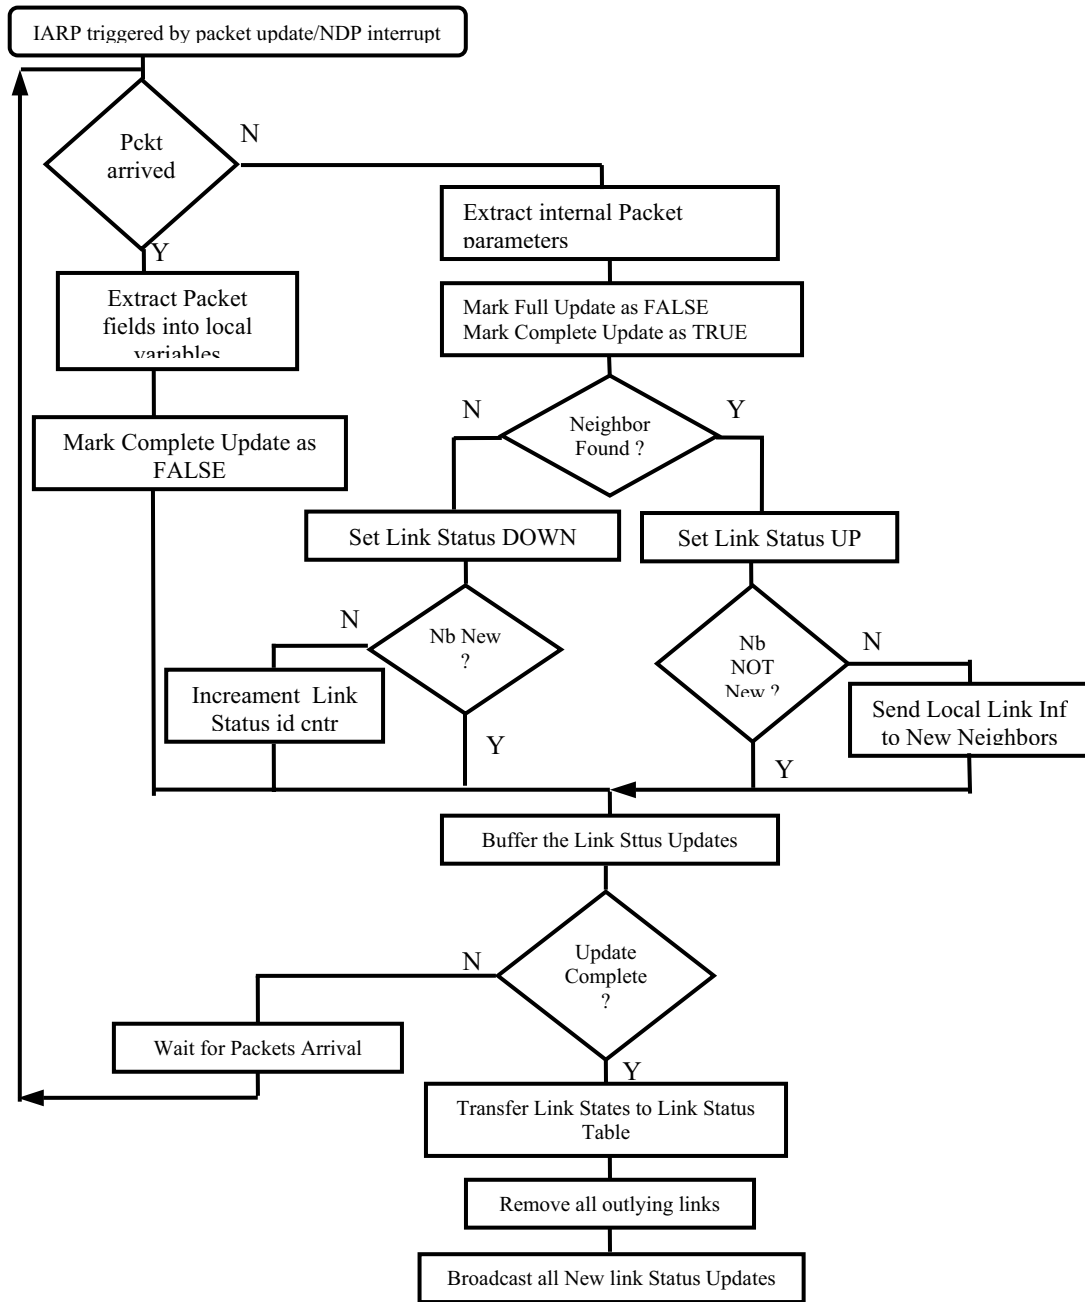 IARP triggered by packet update/NDP interrupt
Pckt
arrived
N
Y
Extract internal Packet
parameters
Extract Packet
fields into local
variables
Mark Full Update as FALSE
Mark Complete Update as TRUE
Mark Complete Update as
FALSE
N
Neighbor
Found ?
Y
Set Link Status DOWN
Set Link Status UP
N
Nb New
?
Y
Nb
NOT
New ?
N
Y
Increament Link
Status id cntr
Send Local Link Inf
to New Neighbors
Buffer the Link Sttus Updates
Update
Complete
?
N
Y
Wait for Packets Arrival
Transfer Link States to Link Status
Table
Remove all outlying links
Broadcast all New link Status Updates